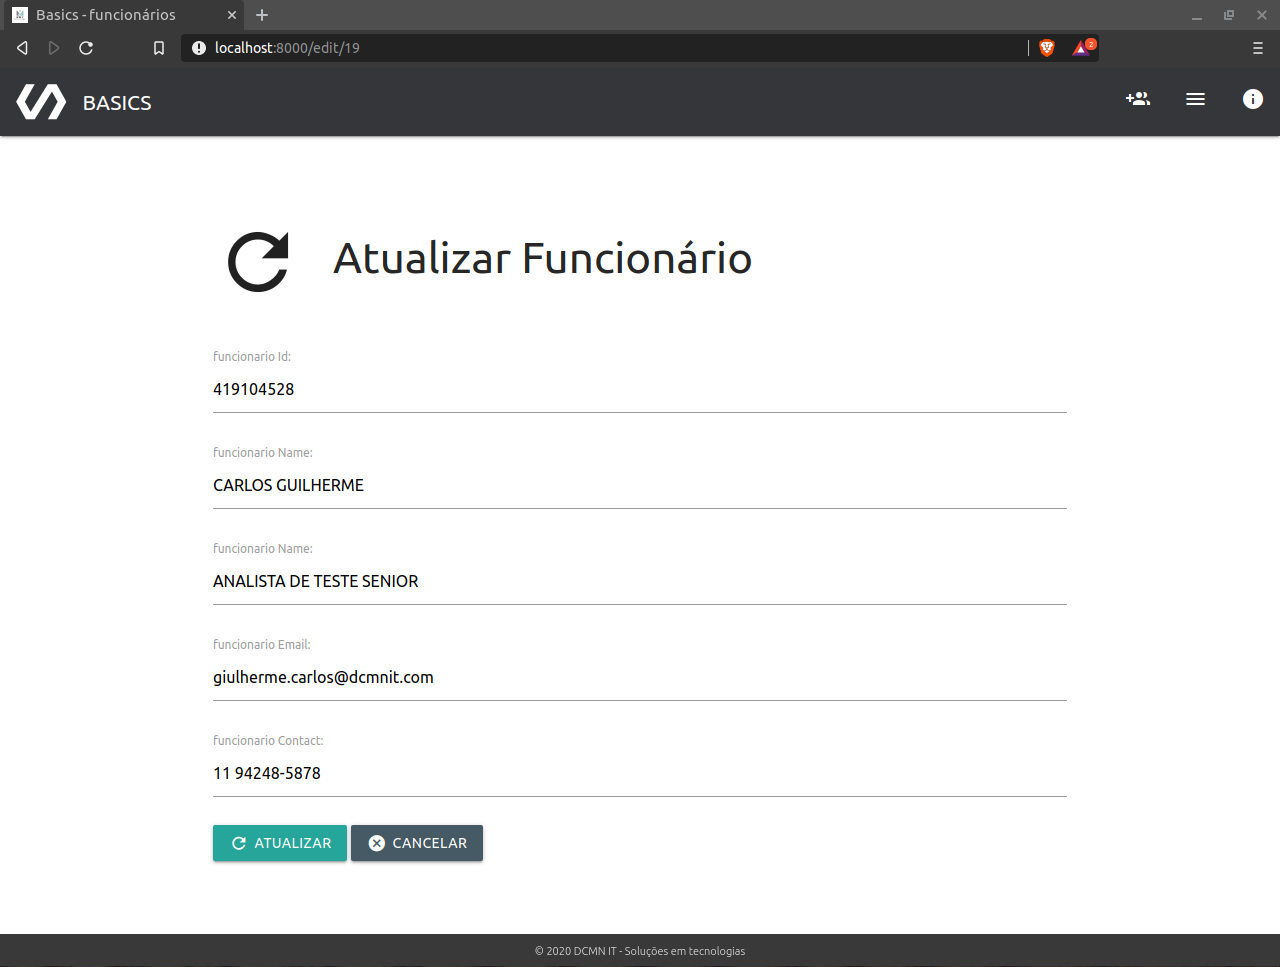 Basics - funcionários
localhost:8000/edit/19
2
BASICS
Atualizar Funcionário
funcionario Id:
419104528
funcionario Name:
CARLOS GUILHERME
funcionario Name:
ANALISTA DE TESTE SENIOR
funcionario Email:
giulherme.carlos@dcmnit.com
funcionario Contact:
11 94248-5878
ATUALIZAR CANCELAR
© 2020 DCMN IT - Soluções em tecnologias